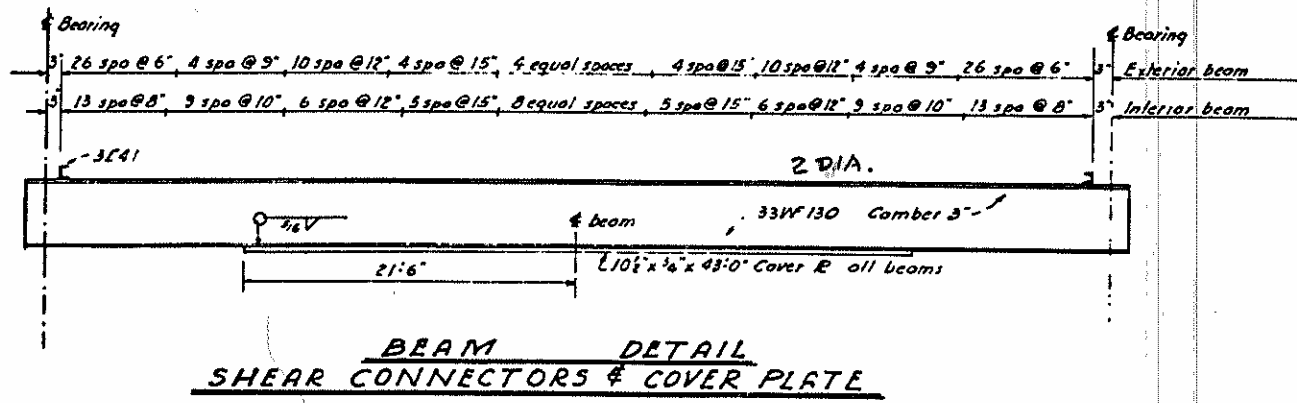 ℄ Bearing
℄ Bearing
3" 26 spa @ 6" 4 spa @ 9" 10 spa @ 12" 4 spa @ 15" 4 equal spaces 4 spa @ 15" 10 spa @ 12" 4 spa @ 9" 26 spa @ 6" 3" Exterior beam
3" 13 spa @ 8" 9 spa @ 10" 6 spa @ 12" 5 spa @ 15" 8 equal spaces 5 spa @ 15" 6 spa @ 12" 9 spa @ 10" 13 spa @ 8" 3" Interior beam
3[41
2 DIA.
33WF130 Camber 3"
5/16 V
℄ beam
21'-6"
10½" x ¾" x 43'-0" Cover ℞ all beams
BEAM DETAIL
SHEAR CONNECTORS & COVER PLATE